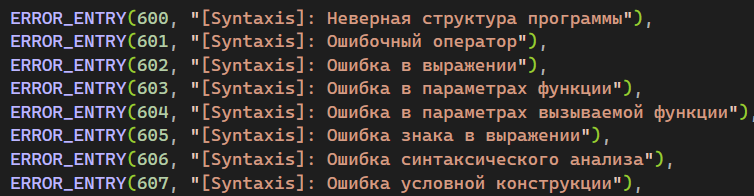 ERROR_ENTRY(600, "[Syntaxis]: Неверная структура программы"),
ERROR_ENTRY(601, "[Syntaxis]: Ошибочный оператор"),
ERROR_ENTRY(602, "[Syntaxis]: Ошибка в выражении"),
ERROR_ENTRY(603, "[Syntaxis]: Ошибка в параметрах функции"),
ERROR_ENTRY(604, "[Syntaxis]: Ошибка в параметрах вызываемой функции"),
ERROR_ENTRY(605, "[Syntaxis]: Ошибка знака в выражении"),
ERROR_ENTRY(606, "[Syntaxis]: Ошибка синтаксического анализа"),
ERROR_ENTRY(607, "[Syntaxis]: Ошибка условной конструкции"),